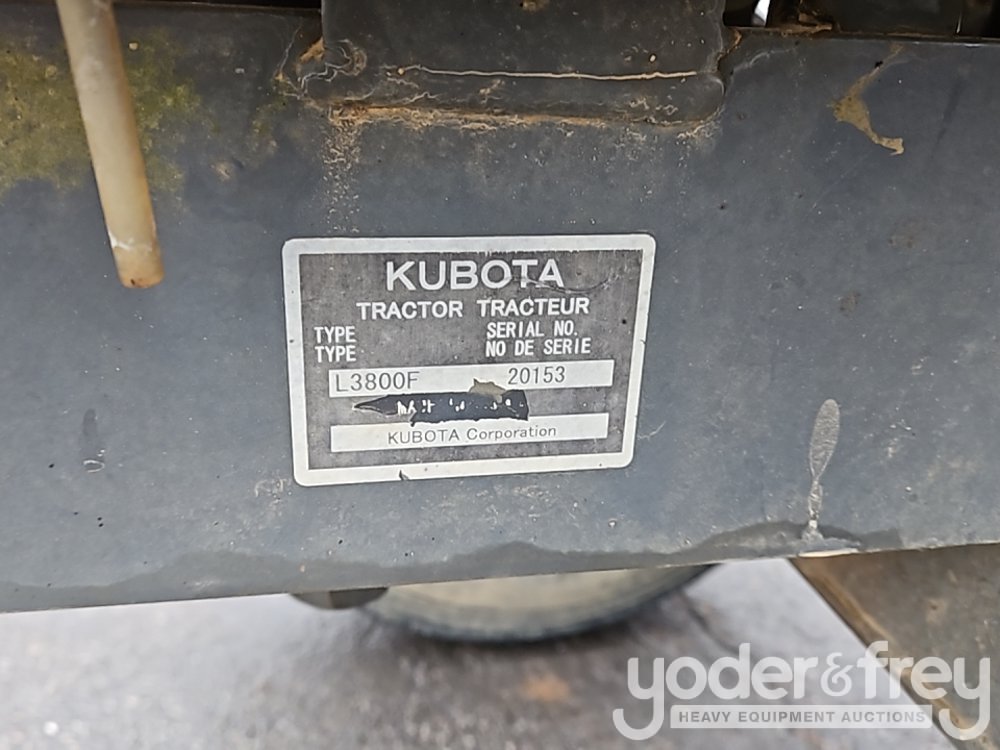 KUBOTA
TRACTOR TRACTEUR
TYPE SERIAL NO.
TYPE NO DE SERIE
L3800F 20153
KUBOTA Corporation
yoder&frey
HEAVY EQUIPMENT AUCTIONS